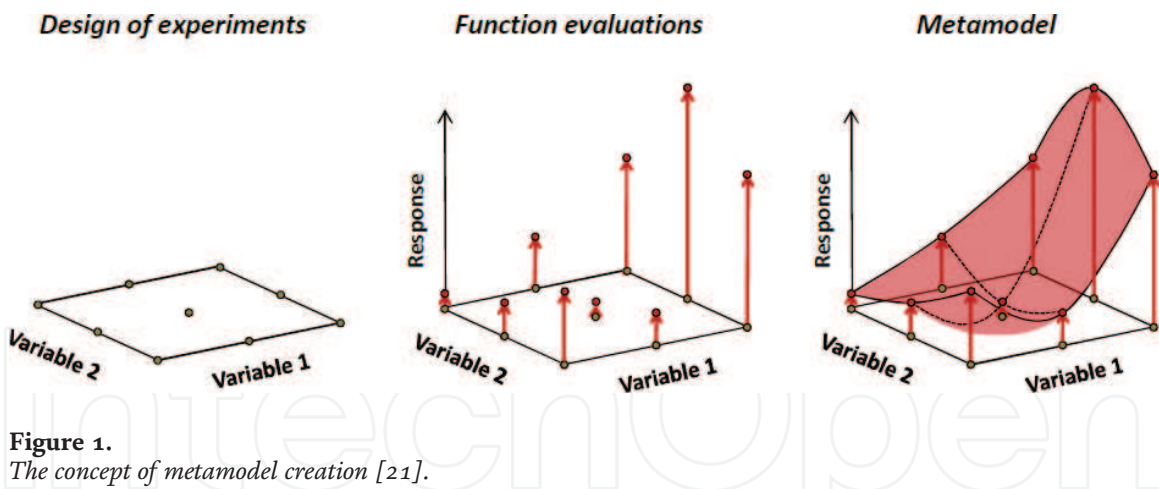 Design of experiments
Function evaluations
Metamodel
Variable 2
Variable 1
Response
Variable 2
Variable 1
Response
Variable 2
Variable 1
IntechOpen
Figure 1.
The concept of metamodel creation [21].